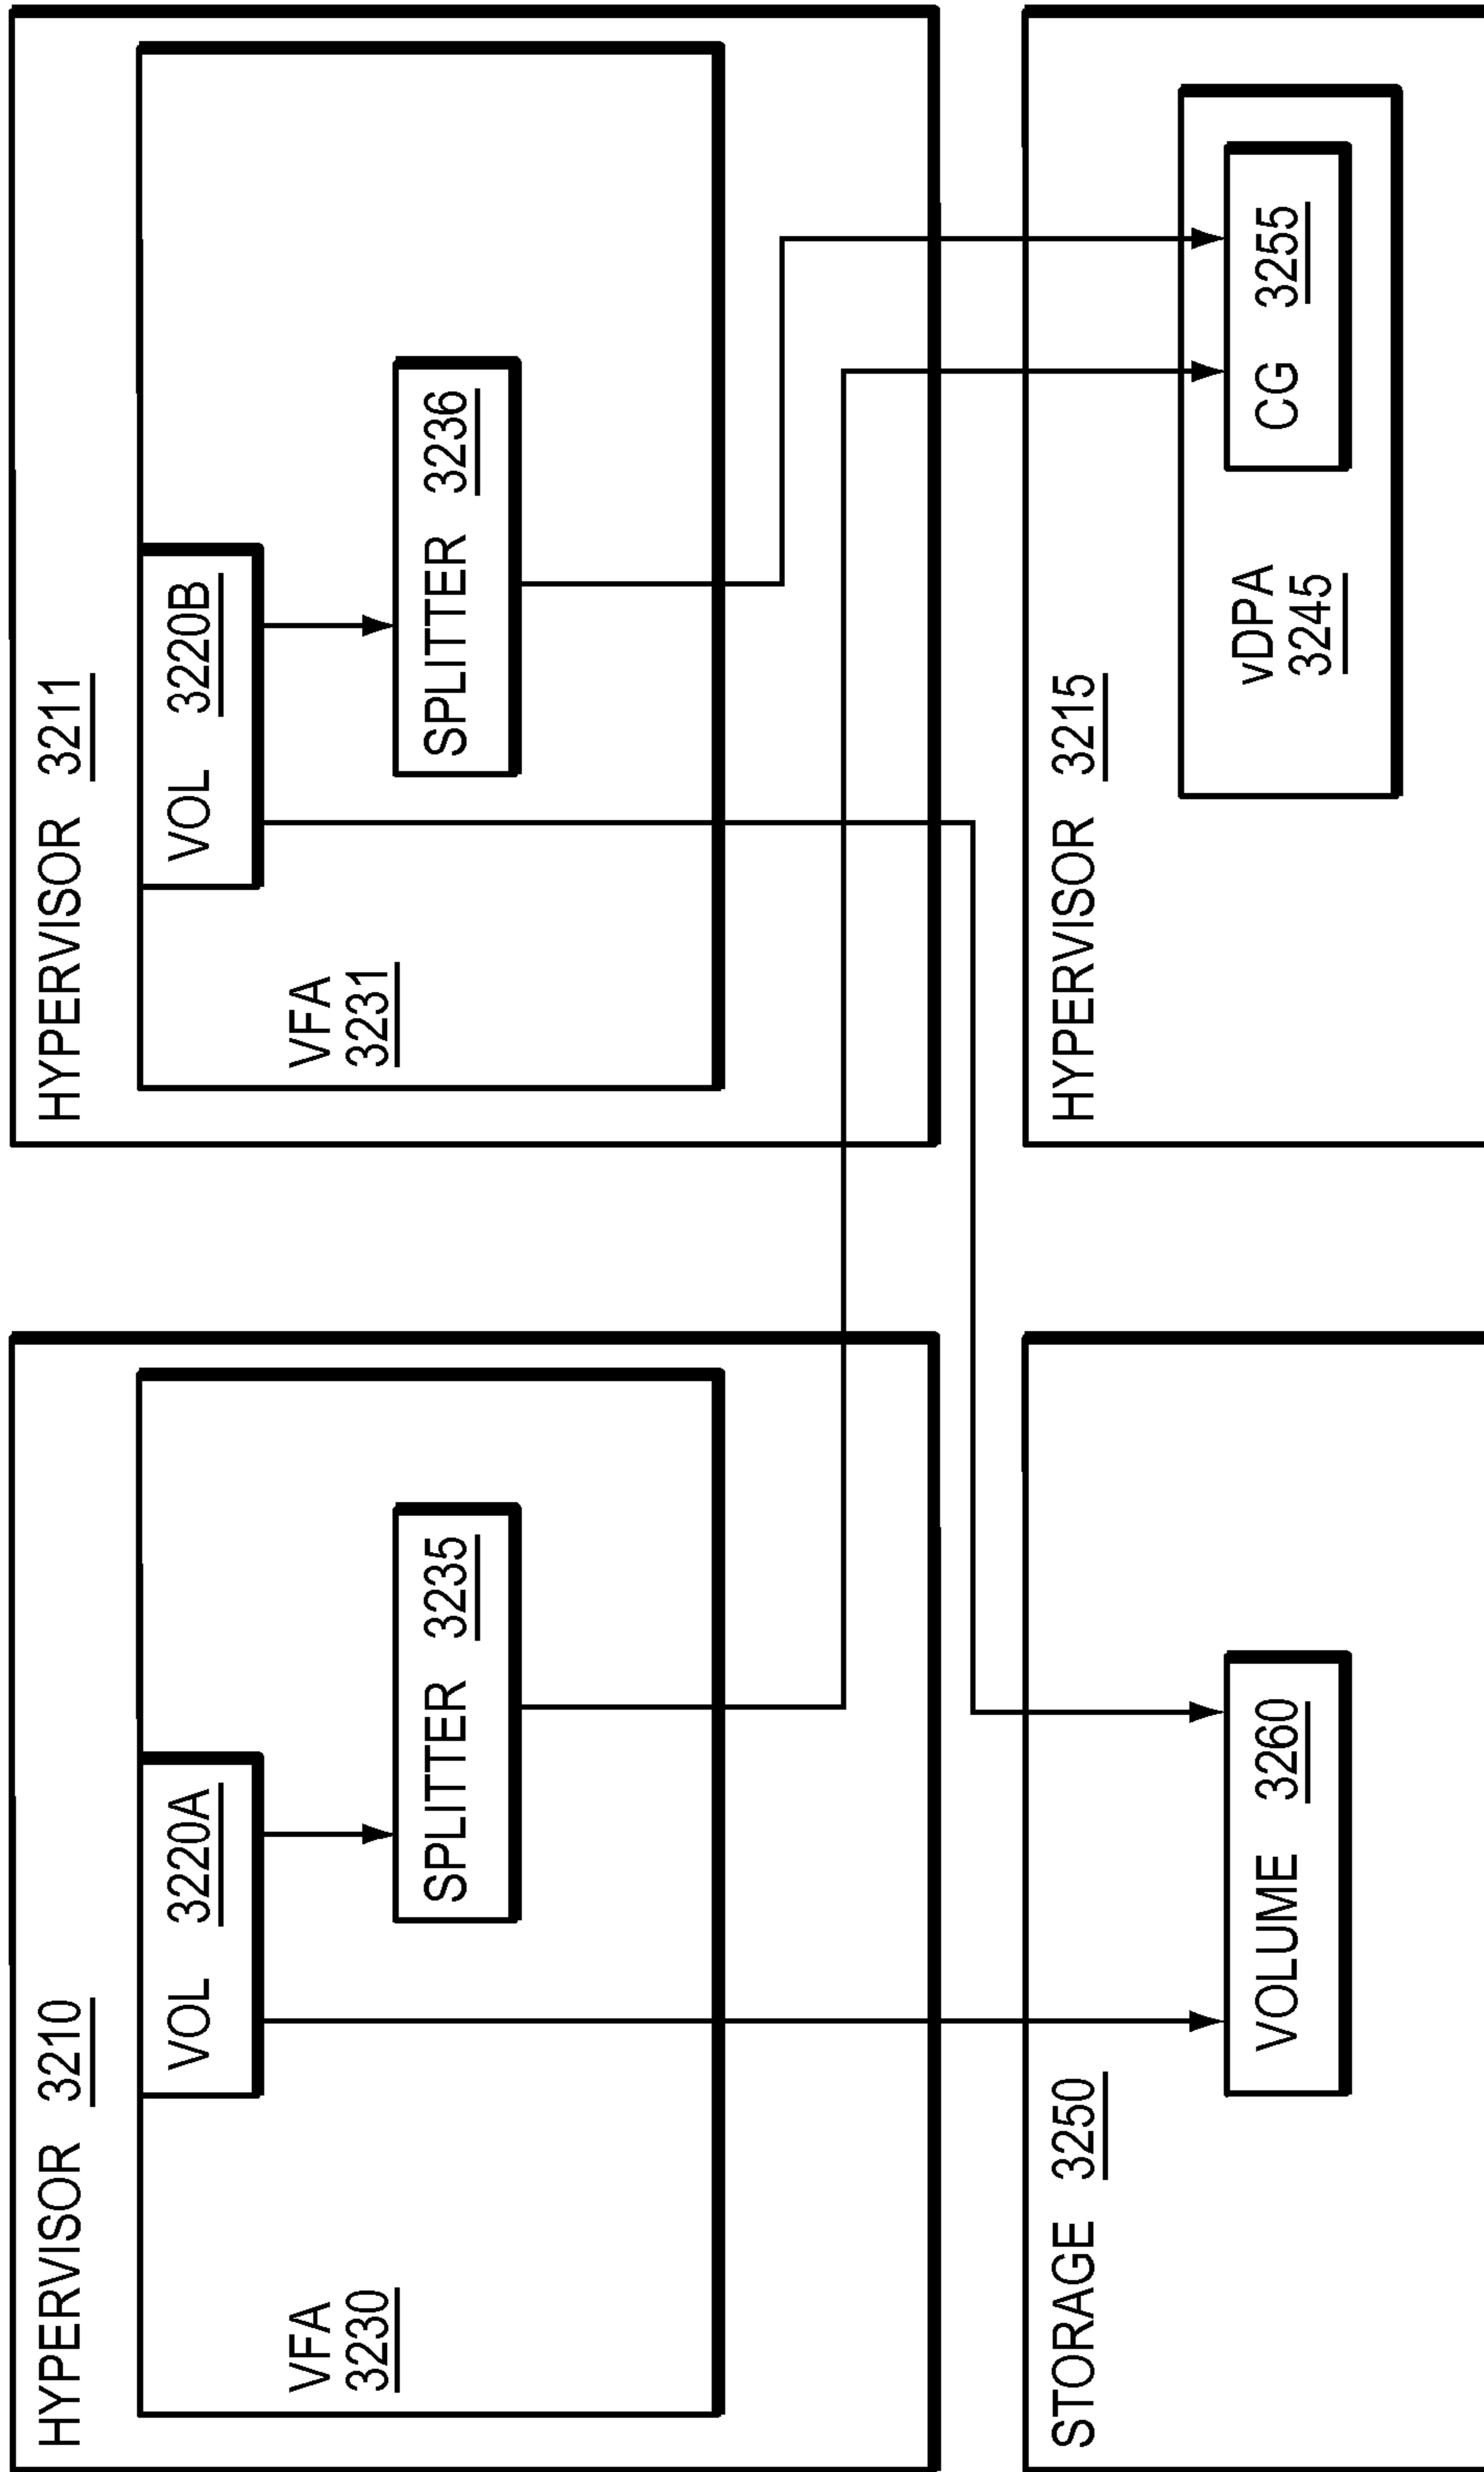 HYPERVISOR 3210
VOL 3220A
VFA
3230
SPLITTER 3235
HYPERVISOR 3211
VOL 3220B
VFA
3231
SPLITTER 3236
STORAGE 3250
VOLUME 3260
HYPERVISOR 3215
vDPA
3245
CG 3255